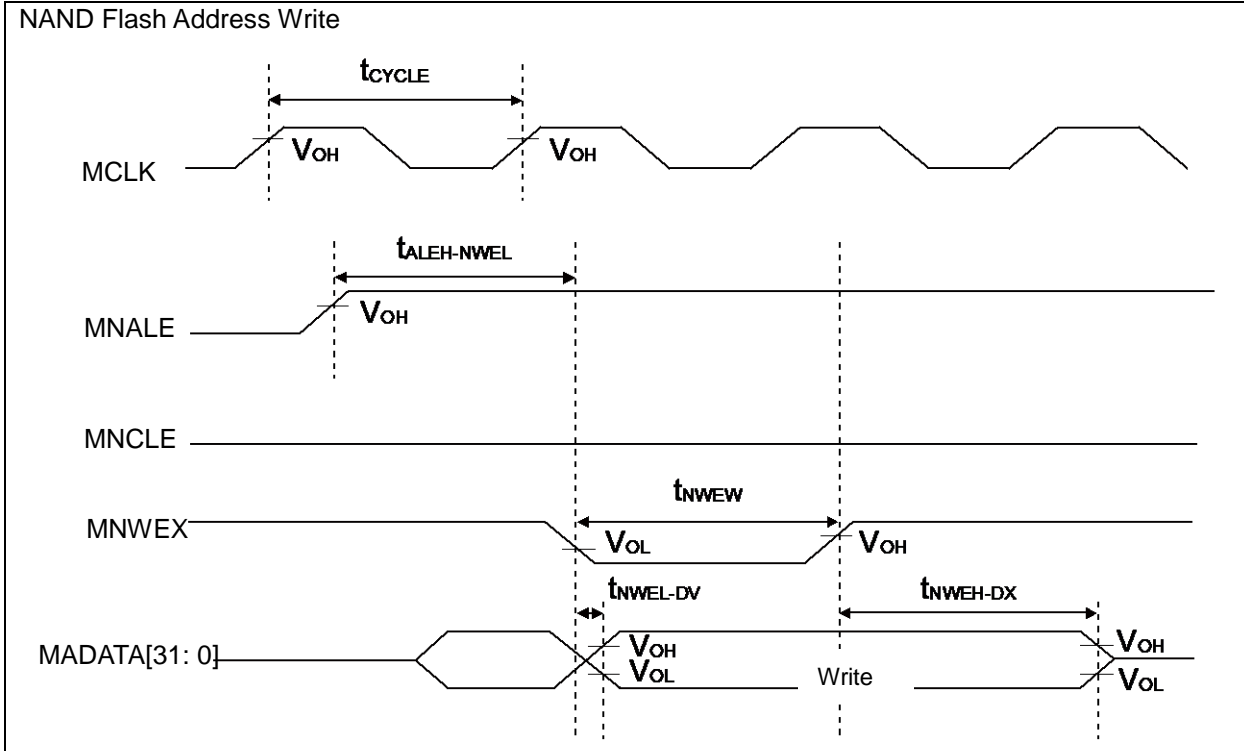 NAND Flash Address Write
tCYCLE
VOH
VOH
MCLK
tALEH-NWEL
VOH
MNALE
MNCLE
tNWEW
MNWEX
VOL
VOH
tNWEL-DV
tNWEH-DX
VOH
VOH
MADATA[31: 0]
VOL
Write
VOL